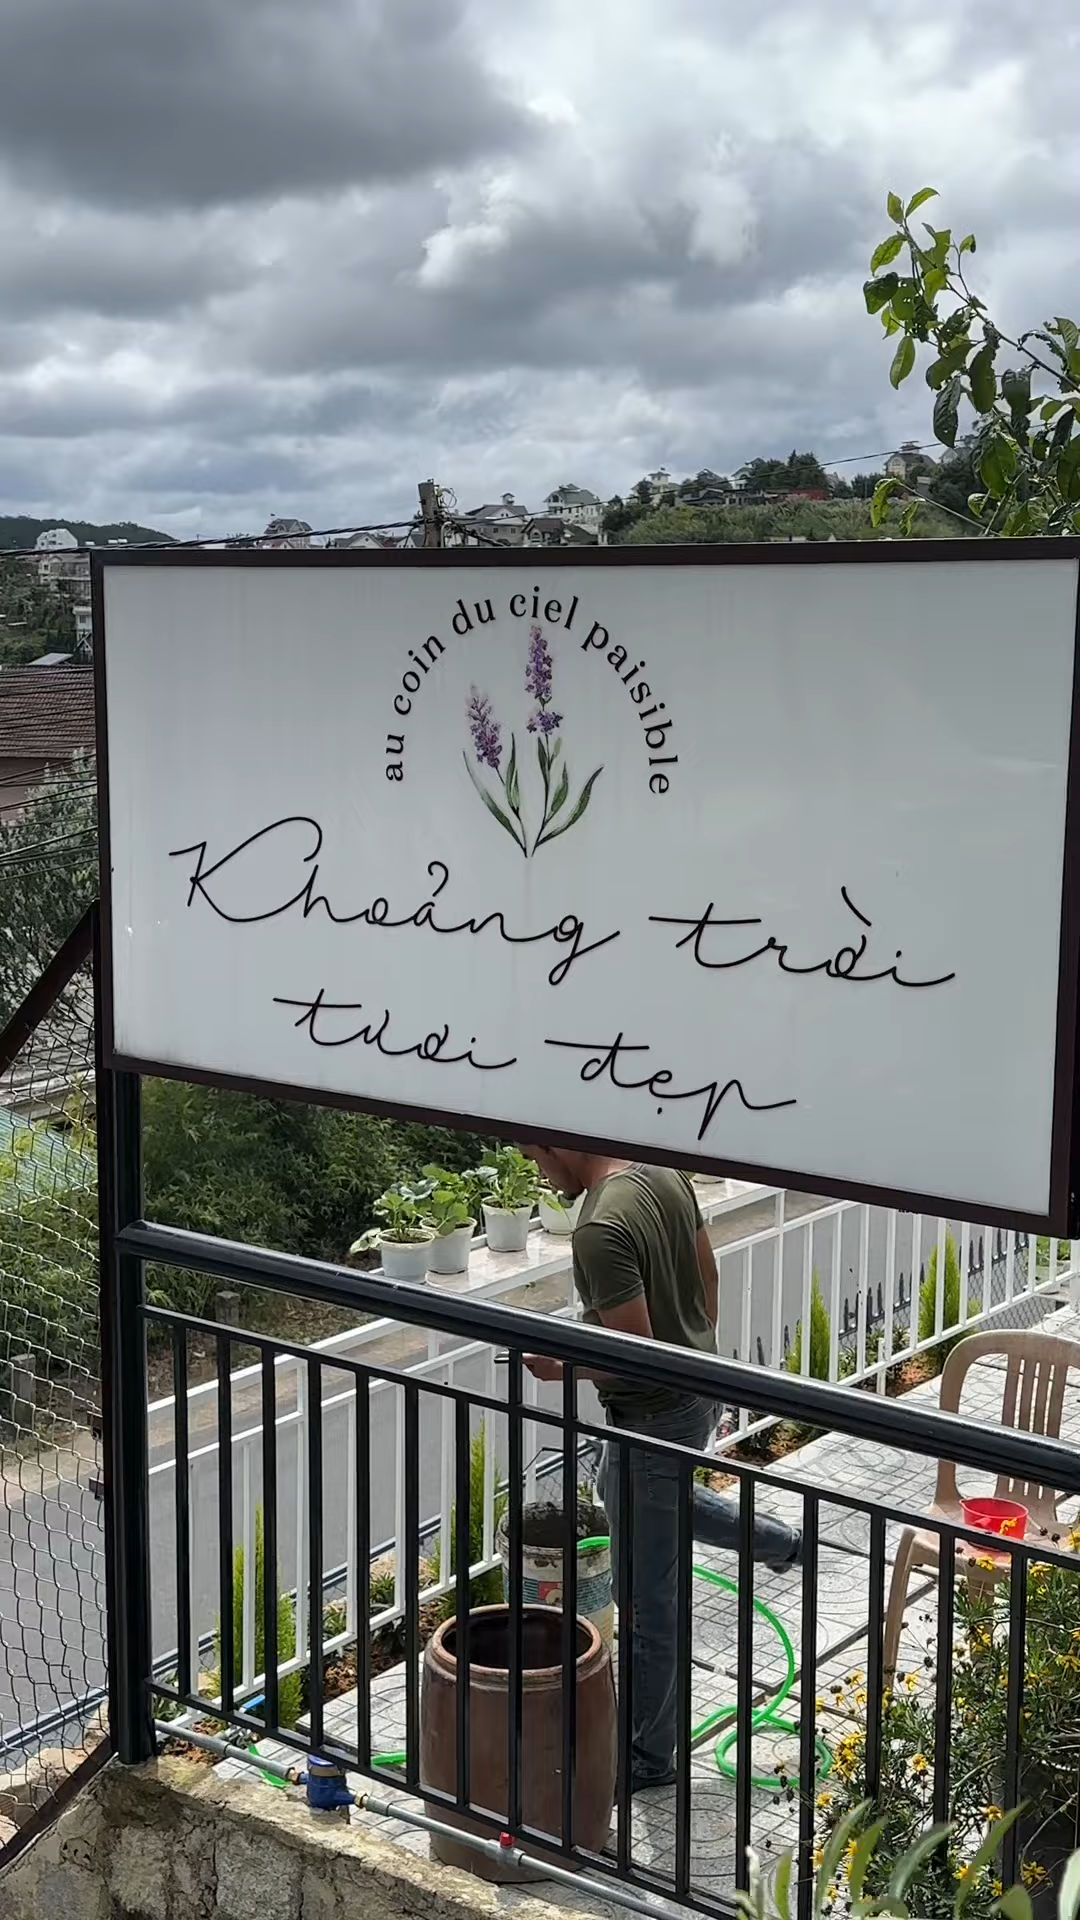 au coin du ciel paisible
Khoảng trời
tươi đẹp